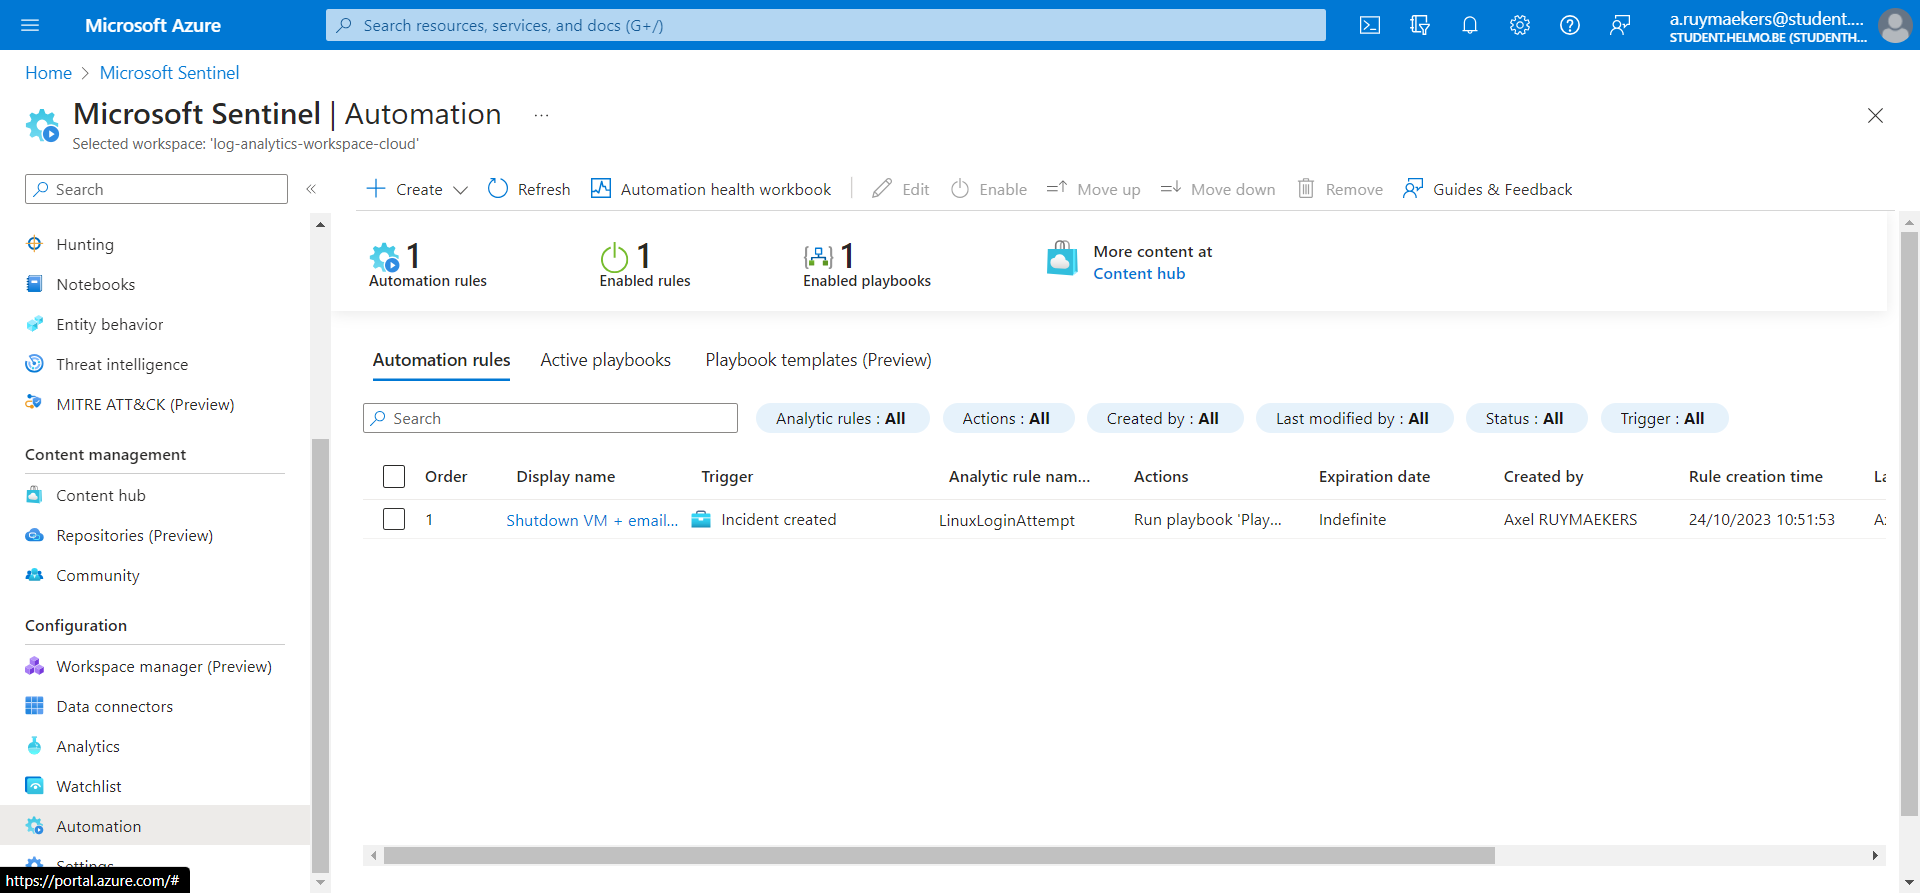 Microsoft Azure
Search resources, services, and docs (G+/)
a.ruymaekers@student....
STUDENT.HELMO.BE (STUDENTH...
Home > Microsoft Sentinel
Microsoft Sentinel | Automation ...
Selected workspace: 'log-analytics-workspace-cloud'
Search
«
Create
Refresh
Automation health workbook
Edit
Enable
Move up
Move down
Remove
Guides & Feedback
Hunting
Notebooks
Entity behavior
Threat intelligence
MITRE ATT&CK (Preview)
Content management
Content hub
Repositories (Preview)
Community
Configuration
Workspace manager (Preview)
Data connectors
Analytics
Watchlist
Automation
Settings
https://portal.azure.com/#
1
Automation rules
1
Enabled rules
1
Enabled playbooks
More content at
Content hub
Automation rules
Active playbooks
Playbook templates (Preview)
Search
Analytic rules : All
Actions : All
Created by : All
Last modified by : All
Status : All
Trigger : All
Order Display name Trigger Analytic rule nam... Actions Expiration date Created by Rule creation time
1 Shutdown VM + email... Incident created LinuxLoginAttempt Run playbook 'Play... Indefinite Axel RUYMAEKERS 24/10/2023 10:51:53